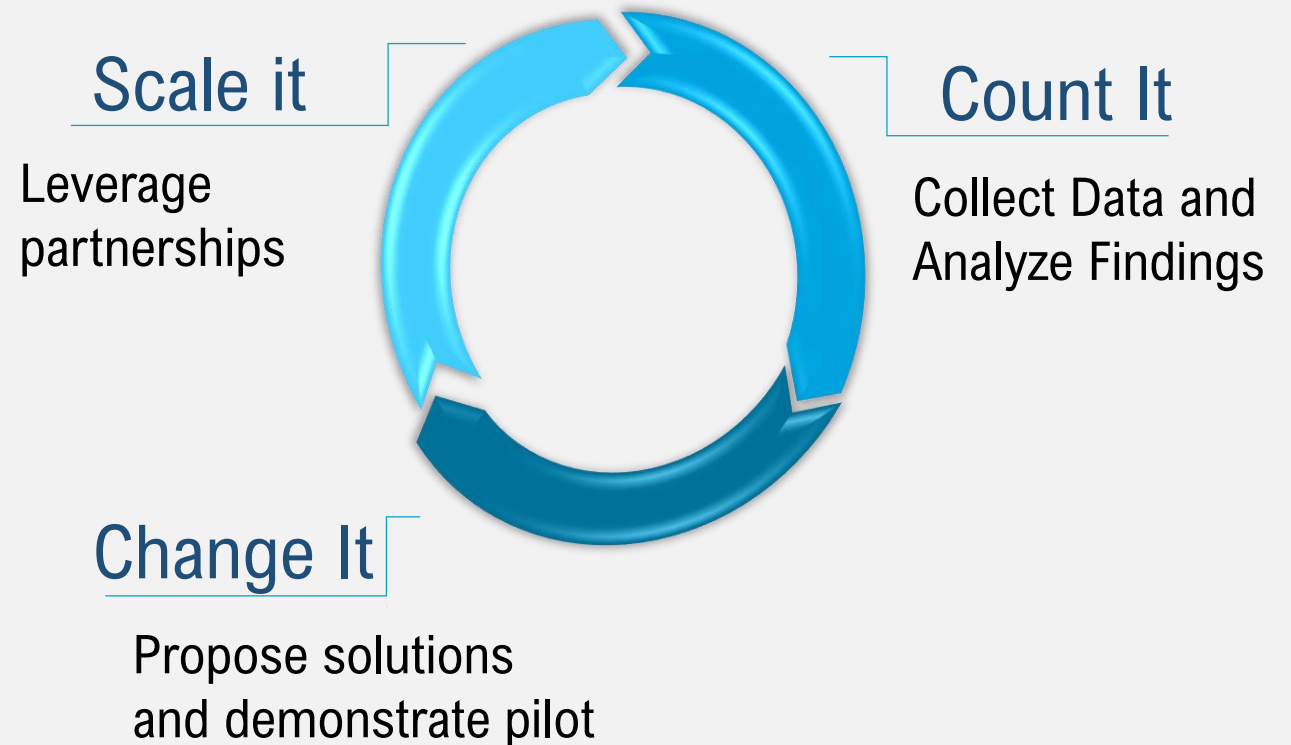 Scale it
Leverage
partnerships
Count It
Collect Data and
Analyze Findings
Change It
Propose solutions
and demonstrate pilot